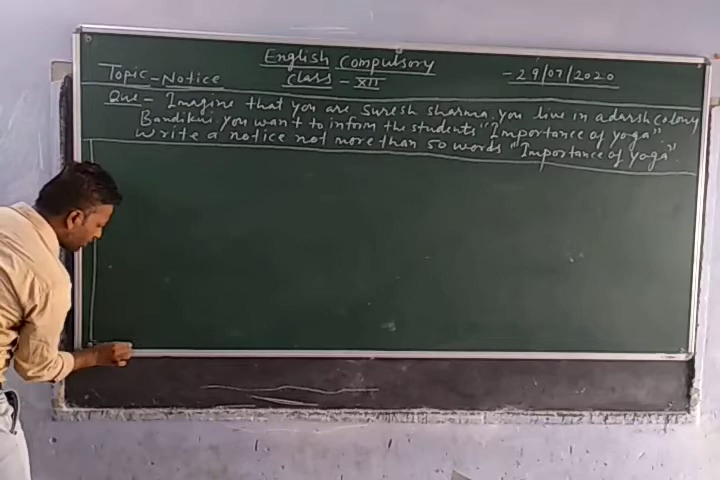 English Compulsory
Class - XII
- 29/07/2020
Topic - Notice
Que - Imagine that you are Suresh Sharma. you live in adarsh colony
Bandikui you want to inform the students "Importance of yoga"
write a notice not more than 50 words "Importance of yoga".